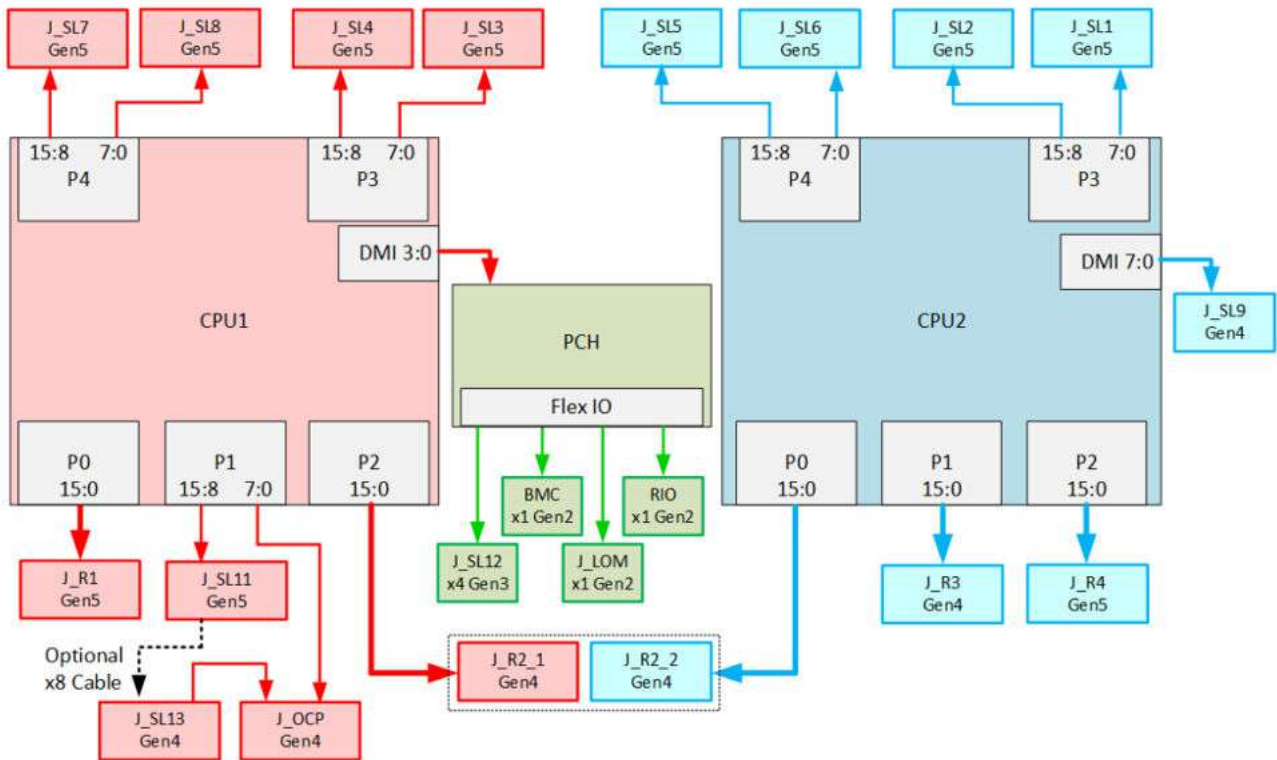 J_SL7
Gen5
J_SL8
Gen5
J_SL4
Gen5
J_SL3
Gen5
J_SL5
Gen5
J_SL6
Gen5
J_SL2
Gen5
J_SL1
Gen5
15:8 7:0
P4
15:8 7:0
P3
15:8 7:0
P4
15:8 7:0
P3
DMI 3:0
DMI 7:0
CPU1
PCH
CPU2
J_SL9
Gen4
Flex IO
P0
15:0
P1
15:8 7:0
P2
15:0
P0
15:0
P1
15:0
P2
15:0
BMC
x1 Gen2
RIO
x1 Gen2
J_SL12
x4 Gen3
J_LOM
x1 Gen2
J_R1
Gen5
J_SL11
Gen5
J_R3
Gen4
J_R4
Gen5
Optional
x8 Cable
J_R2_1
Gen4
J_R2_2
Gen4
J_SL13
Gen4
J_OCP
Gen4